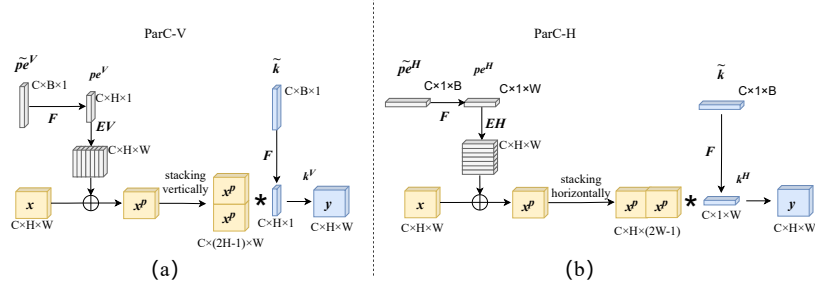 ParC-V
p̃e^V
C×B×1
pe^V
C×H×1
F
EV
C×H×W
k̃
C×B×1
F
k^V
stacking
vertically
x
x^p
x^p
x^p
*
y
C×H×W
C×H×1
C×H×W
C×(2H-1)×W
(a)
ParC-H
p̃e^H
C×1×B
pe^H
C×1×W
F
EH
C×H×W
k̃
C×1×B
F
k^H
stacking
horizontally
x
x^p
x^p
x^p
*
y
C×H×W
C×H×(2W-1)
C×1×W
C×H×W
(b)